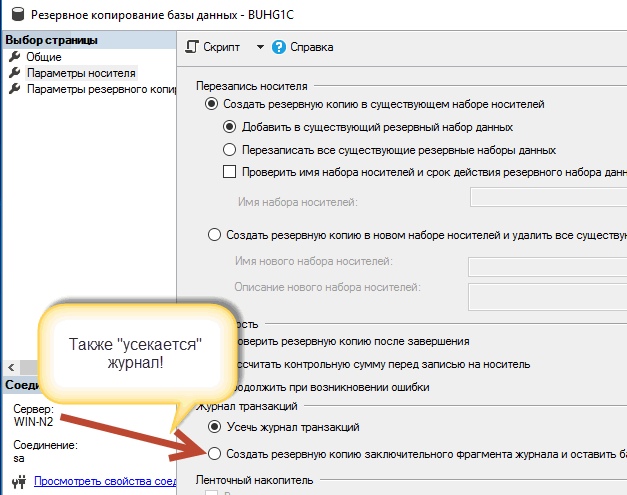 Резервное копирование базы данных - BUHG1C
Выбор страницы
Общие
Параметры носителя
Параметры резервного копи
Скрипт
Справка
Перезапись носителя
Создать резервную копию в существующем наборе носителей
Добавить в существующий резервный набор данных
Перезаписать все существующие резервные наборы данных
Проверить имя набора носителей и срок действия резервного набора данн
Имя набора носителей:
Создать резервную копию в новом наборе носителей и удалить все существую
Имя нового набора носителей:
Описание нового набора носителей:
ость
оверить резервную копию после завершения
ссчитать контрольную сумму перед записью на носитель
одолжить при возникновении ошибки
Также "усекается"
журнал!
Соеди
Сервер:
WIN-N2
Соединение:
sa
Просмотреть свойства соед
Журнал транзакций
Усечь журнал транзакций
Создать резервную копию заключительного фрагмента журнала и оставить ба
Ленточный накопитель